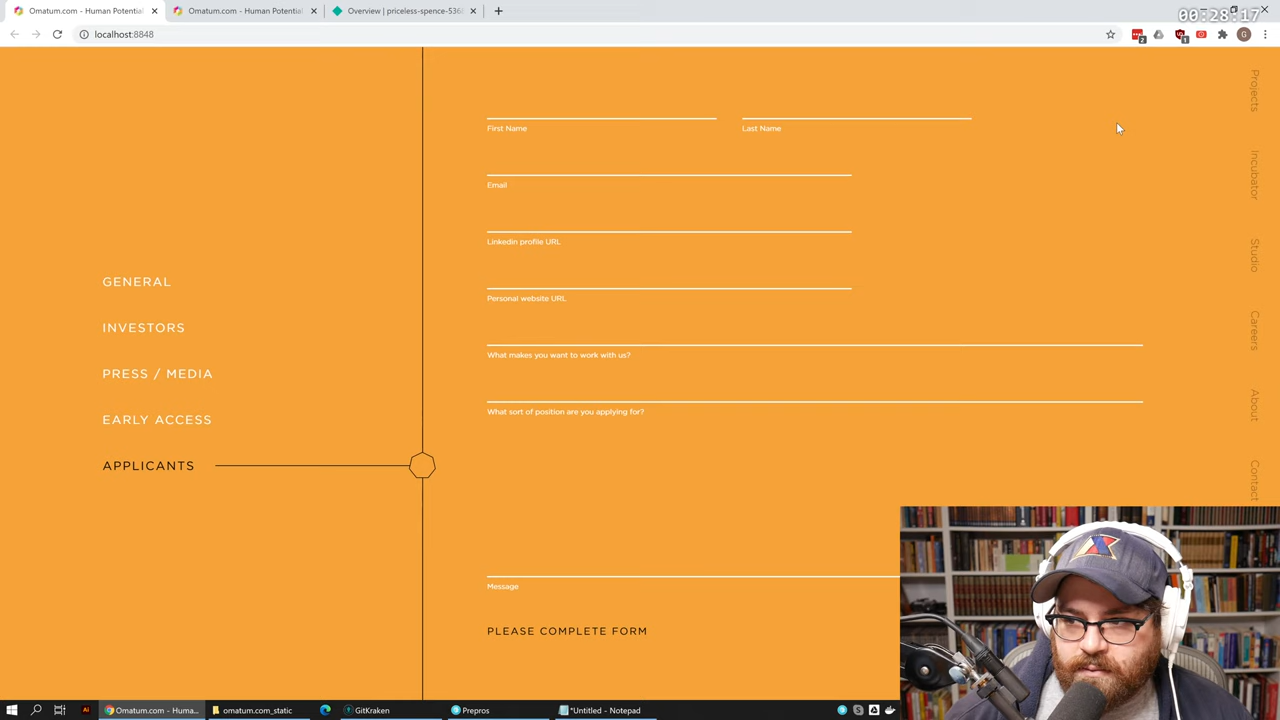 Omatum.com - Human Potential
Omatum.com - Human Potential
Overview | priceless-spence-536
00:28:17
localhost:8848
2
1
G
Projects
Incubator
Studio
Careers
About
Contact
First Name
Last Name
Email
Linkedin profile URL
Personal website URL
What makes you want to work with us?
What sort of position are you applying for?
Message
PLEASE COMPLETE FORM
GENERAL
INVESTORS
PRESS / MEDIA
EARLY ACCESS
APPLICANTS
Ai
Omatum.com - Huma...
omatum.com_static
GitKraken
Prepros
*Untitled - Notepad